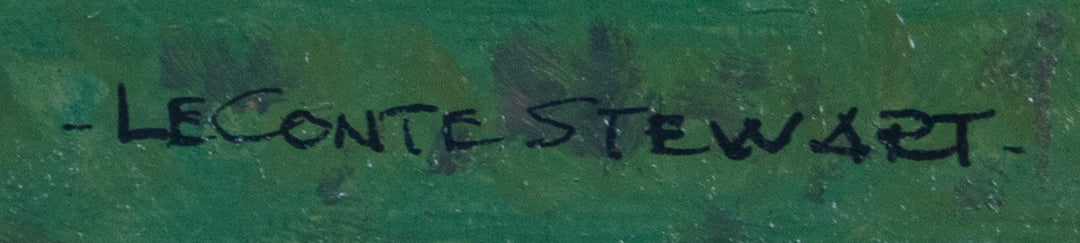 - LECONTE STEWART -